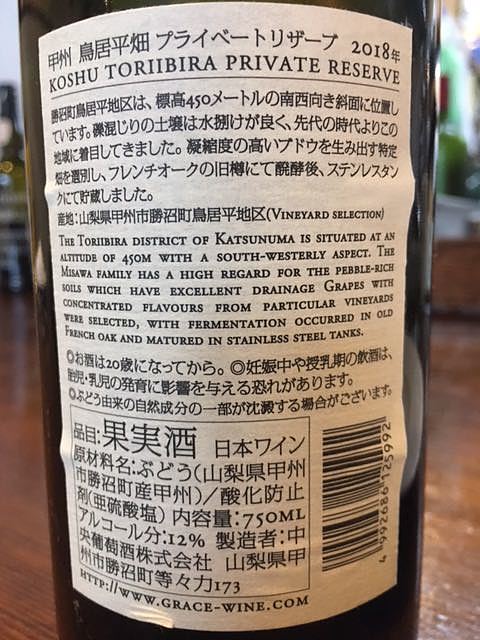 甲州 鳥居平畑 プライベートリザーブ 2018年
KOSHU TORIIBIRA PRIVATE RESERVE
勝沼町鳥居平地区は、標高450メートルの南西向き斜面に位置し
ています。礫混じりの土壌は水捌けが良く、先代の時代よりこの
地域に着目してきました。凝縮度の高いブドウを生み出す特定
畑を選別し、フレンチオークの旧樽にて醗酵後、ステンレスタン
クにて貯蔵しました。
産地:山梨県甲州市勝沼町鳥居平地区(VINEYARD SELECTION)
THE TORIIBIRA DISTRICT OF KATSUNUMA IS SITUATED AT AN
ALTITUDE OF 450M WITH A SOUTH-WESTERLY ASPECT. THE
MISAWA FAMILY HAS A HIGH REGARD FOR THE PEBBLE-RICH
SOILS WHICH HAVE EXCELLENT DRAINAGE GRAPES WITH
CONCENTRATED FLAVOURS FROM PARTICULAR VINEYARDS
WERE SELECTED, WITH FERMENTATION OCCURRED IN OLD
FRENCH OAK AND MATURED IN STAINLESS STEEL TANKS.
◎お酒は20歳になってから。◎妊娠中や授乳期の飲酒は、
胎児・乳児の発育に影響を与える恐れがあります。
◎ぶどう由来の自然成分の一部が沈澱する場合がございます。
品目:果実酒 日本ワイン
原材料名:ぶどう(山梨県甲州
市勝沼町産甲州)/酸化防止
剤(亜硫酸塩) 内容量:750ML
アルコール分:12% 製造者:中
央葡萄酒株式会社 山梨県甲
州市勝沼町等々力173
HTTP://WWW.GRACE-WINE.COM
4 992686 125992